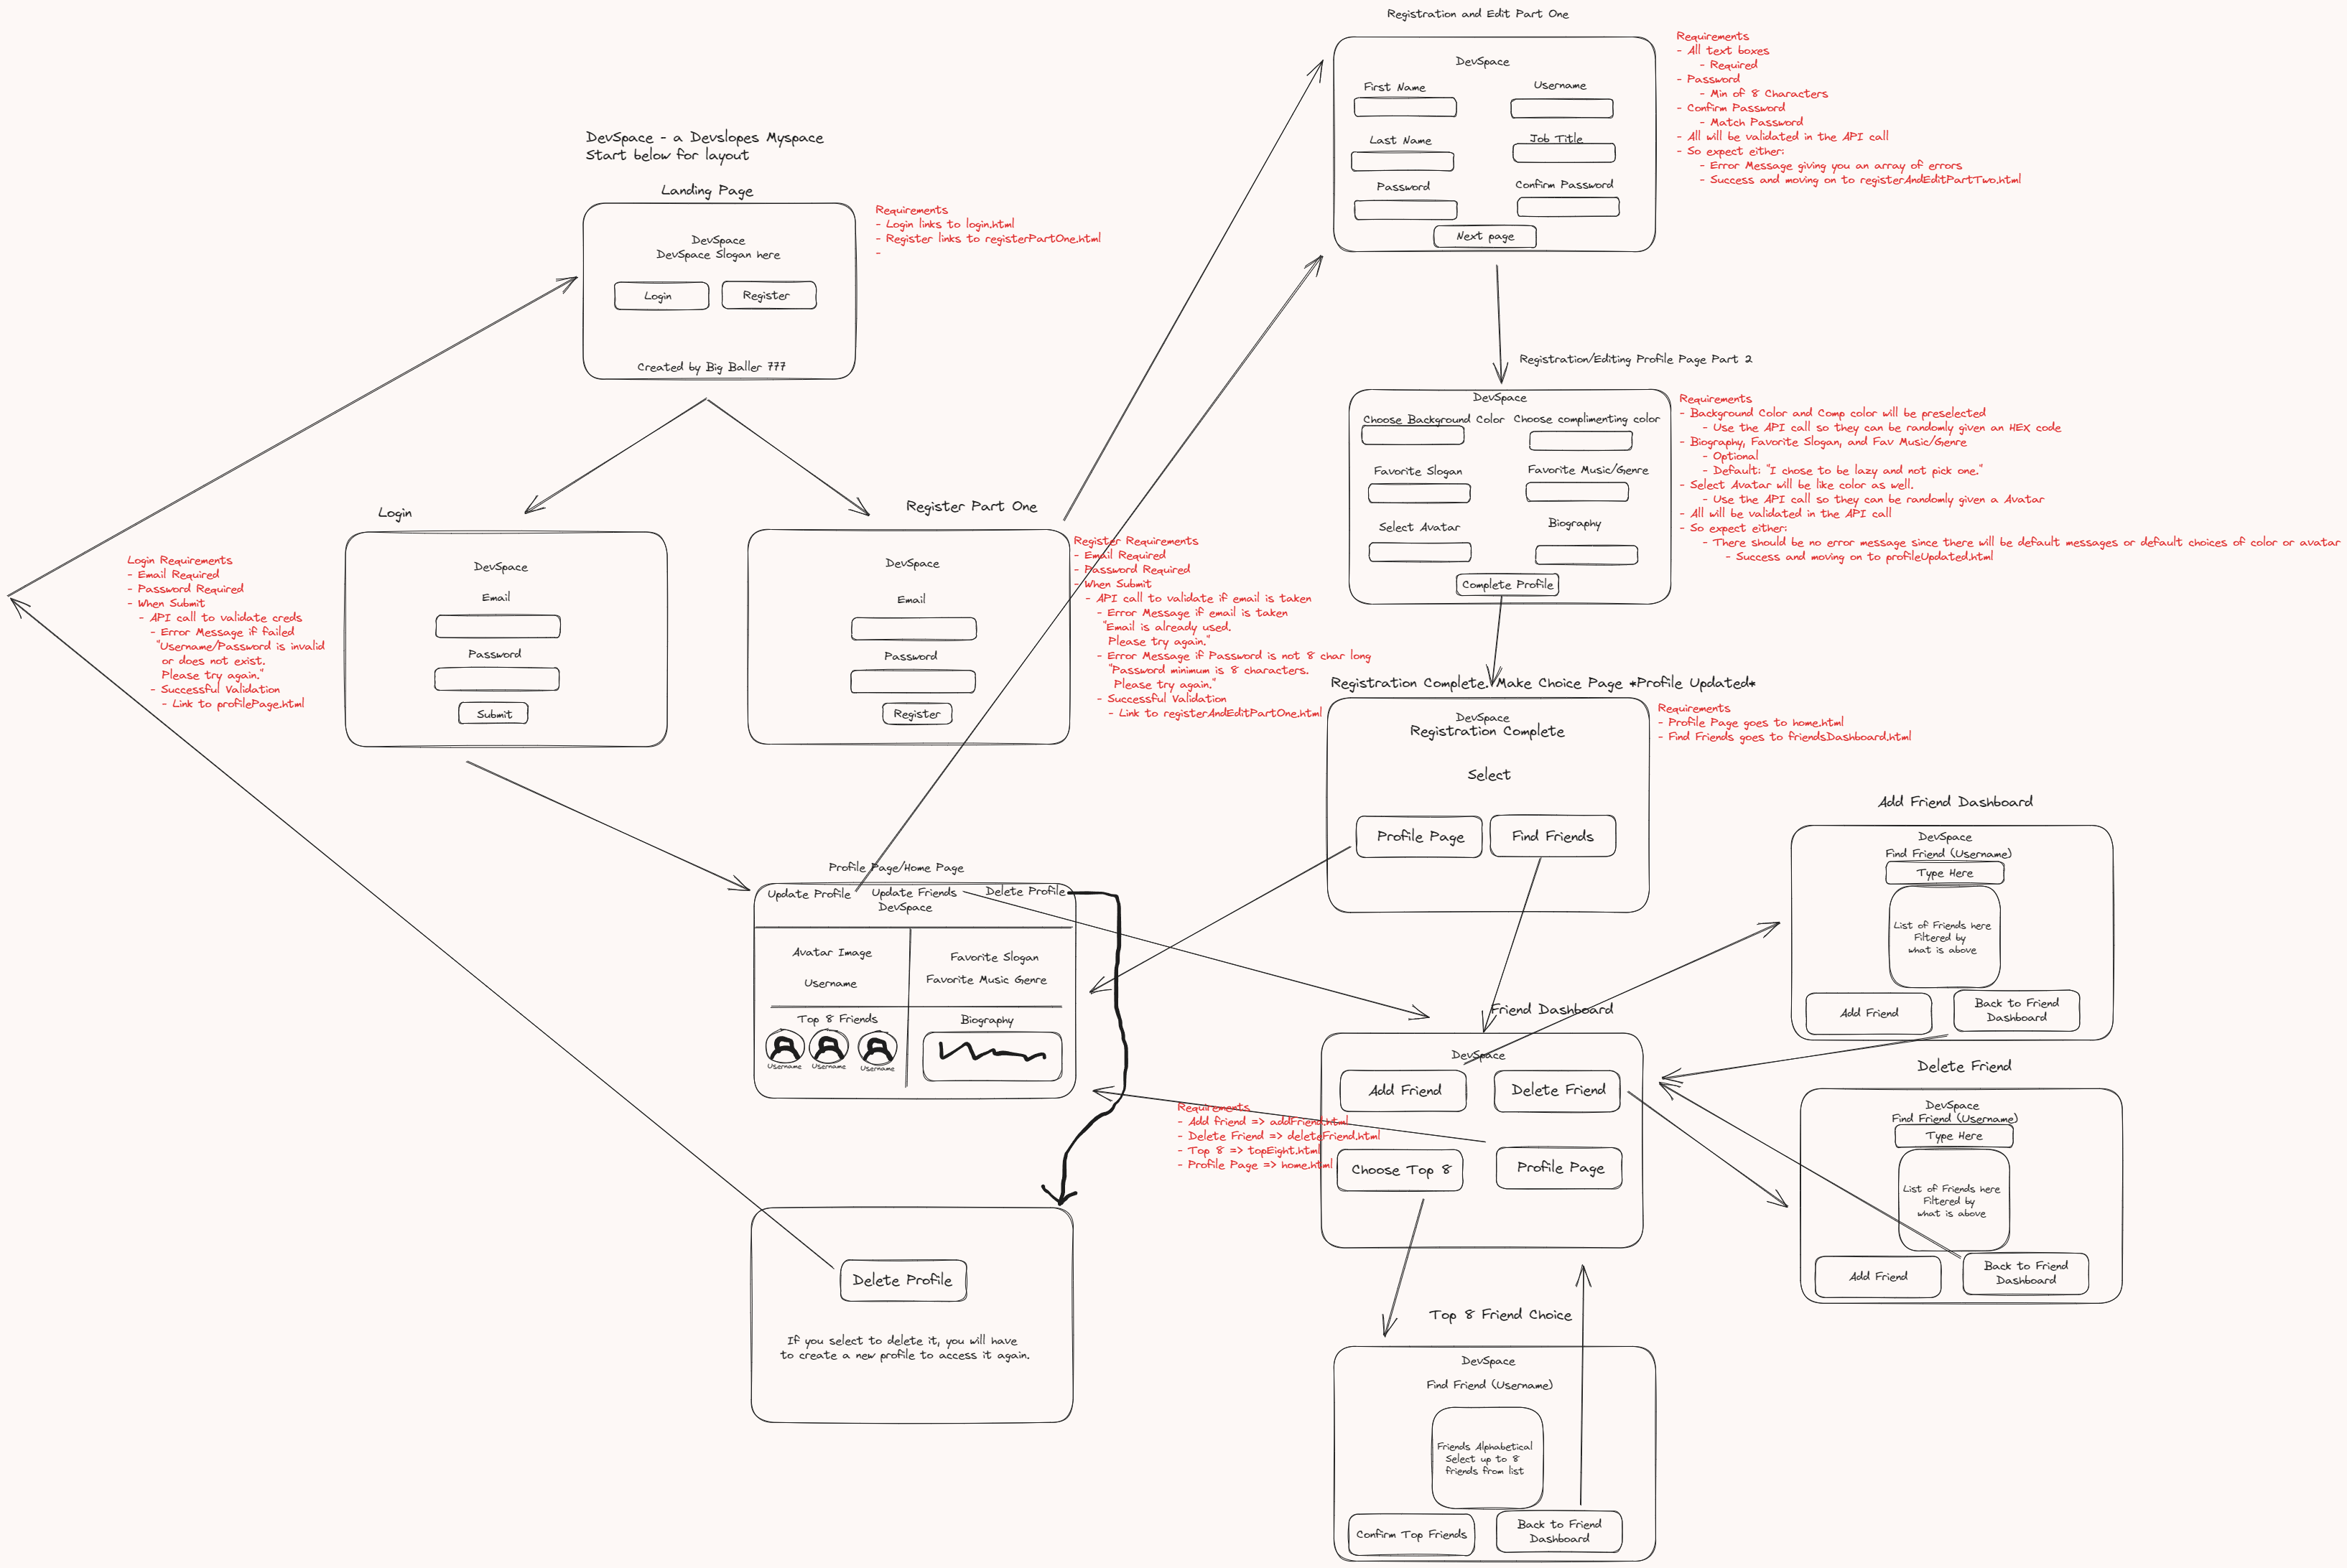 DevSpace - a Devslopes Myspace
Start below for layout
Landing Page
DevSpace
DevSpace Slogan here
Login
Register
Created by Big Baller 777
Requirements
- Login links to login.html
- Register links to registerPartOne.html
-
Login
DevSpace
Email
Password
Submit
Login Requirements
- Email Required
- Password Required
- When Submit
- API call to validate creds
- Error Message if failed
"Username/Password is invalid
or does not exist.
Please try again."
- Successful Validation
- Link to profilePage.html
Register Part One
DevSpace
Email
Password
Register
Register Requirements
- Email Required
- Password Required
- When Submit
- API call to validate if email is taken
- Error Message if email is taken
"Email is already used.
Please try again."
- Error Message if Password is not 8 char long
"Password minimum is 8 characters.
Please try again."
- Successful Validation
- Link to registerAndEditPartOne.html
Registration and Edit Part One
DevSpace
First Name
Username
Last Name
Job Title
Password
Confirm Password
Next page
Requirements
- All text boxes
- Required
- Password
- Min of 8 Characters
- Confirm Password
- Match Password
- All will be validated in the API call
- So expect either:
- Error Message giving you an array of errors
- Success and moving on to registerAndEditPartTwo.html
Registration/Editing Profile Page Part 2
DevSpace
Choose Background Color
Choose complimenting color
Favorite Slogan
Favorite Music/Genre
Select Avatar
Biography
Complete Profile
Requirements
- Background Color and Comp color will be preselected
- Use the API call so they can be randomly given an HEX code
- Biography, Favorite Slogan, and Fav Music/Genre
- Optional
- Default: "I chose to be lazy and not pick one."
- Select Avatar will be like color as well.
- Use the API call so they can be randomly given a Avatar
- All will be validated in the API call
- So expect either:
- There should be no error message since there will be default messages or default choices of color or avatar
- Success and moving on to profileUpdated.html
Registration Complete. Make Choice Page *Profile Updated*
DevSpace
Registration Complete
Select
Profile Page
Find Friends
Requirements
- Profile Page goes to home.html
- Find Friends goes to friendsDashboard.html
Profile Page/Home Page
Update Profile
Update Friends
Delete Profile
DevSpace
Avatar Image
Username
Favorite Slogan
Favorite Music Genre
Top 8 Friends
Username
Username
Username
Biography
Delete Profile
If you select to delete it, you will have
to create a new profile to access it again.
Friend Dashboard
DevSpace
Add Friend
Delete Friend
Choose Top 8
Profile Page
Requirements
- Add friend => addFriend.html
- Delete Friend => deleteFriend.html
- Top 8 => topEight.html
- Profile Page => home.html
Add Friend Dashboard
DevSpace
Find Friend (Username)
Type Here
List of Friends here
Filtered by
what is above
Add Friend
Back to Friend
Dashboard
Delete Friend
DevSpace
Find Friend (Username)
Type Here
List of Friends here
Filtered by
what is above
Add Friend
Back to Friend
Dashboard
Top 8 Friend Choice
DevSpace
Find Friend (Username)
Friends Alphabetical
Select up to 8
friends from list
Confirm Top Friends
Back to Friend
Dashboard